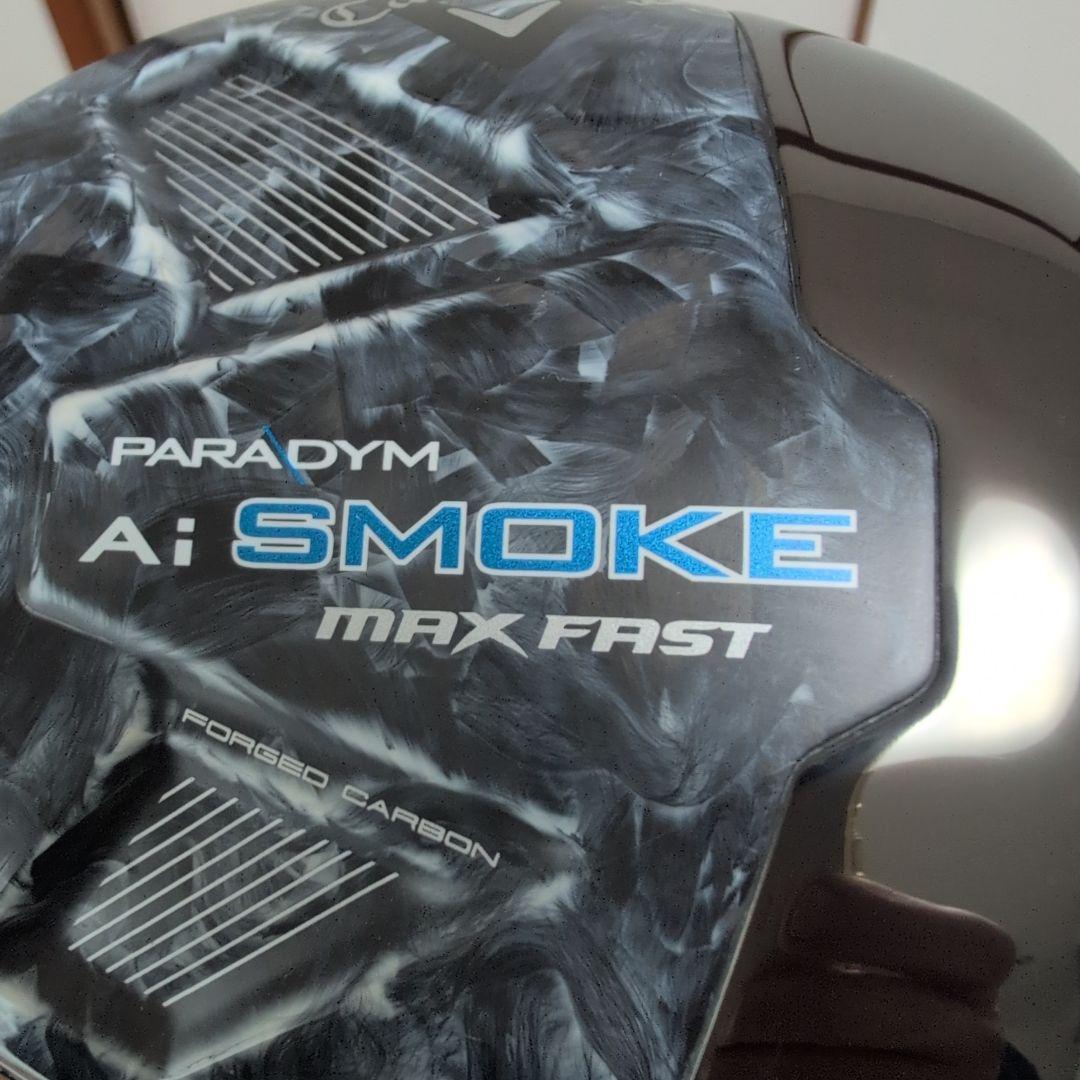 PARADYM
Ai SMOKE
MAX FAST
FORGED CARBON